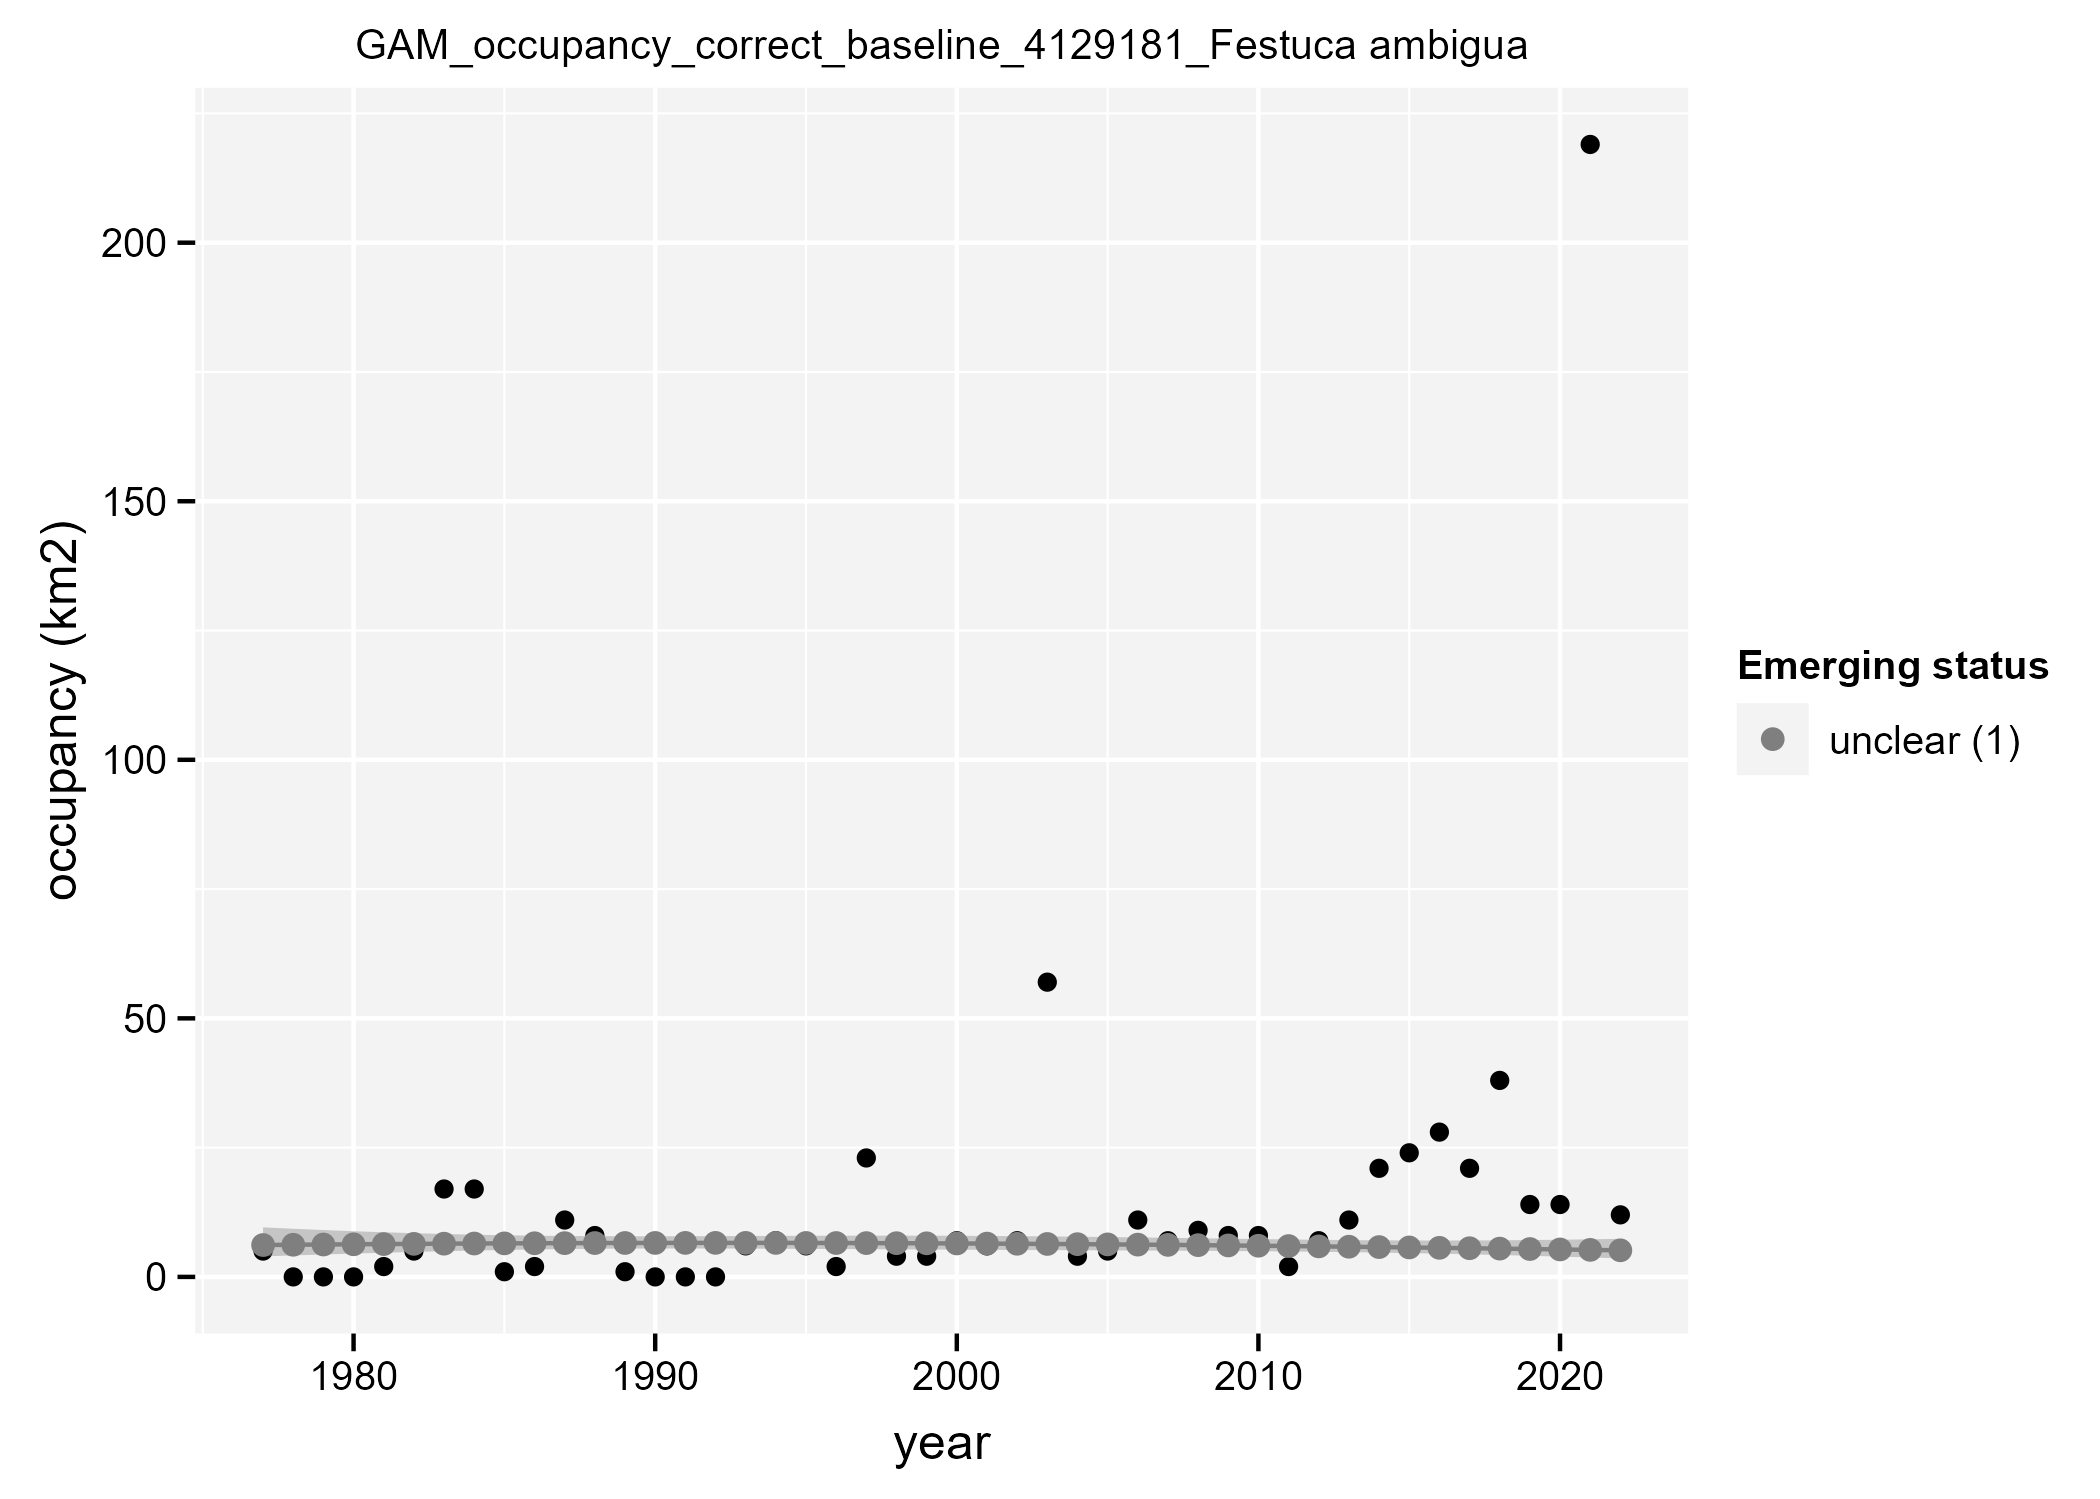 GAM_occupancy_correct_baseline_4129181_Festuca ambigua
occupancy (km2)
200
150
100
50
0
1980
1990
2000
2010
2020
year
Emerging status
unclear (1)